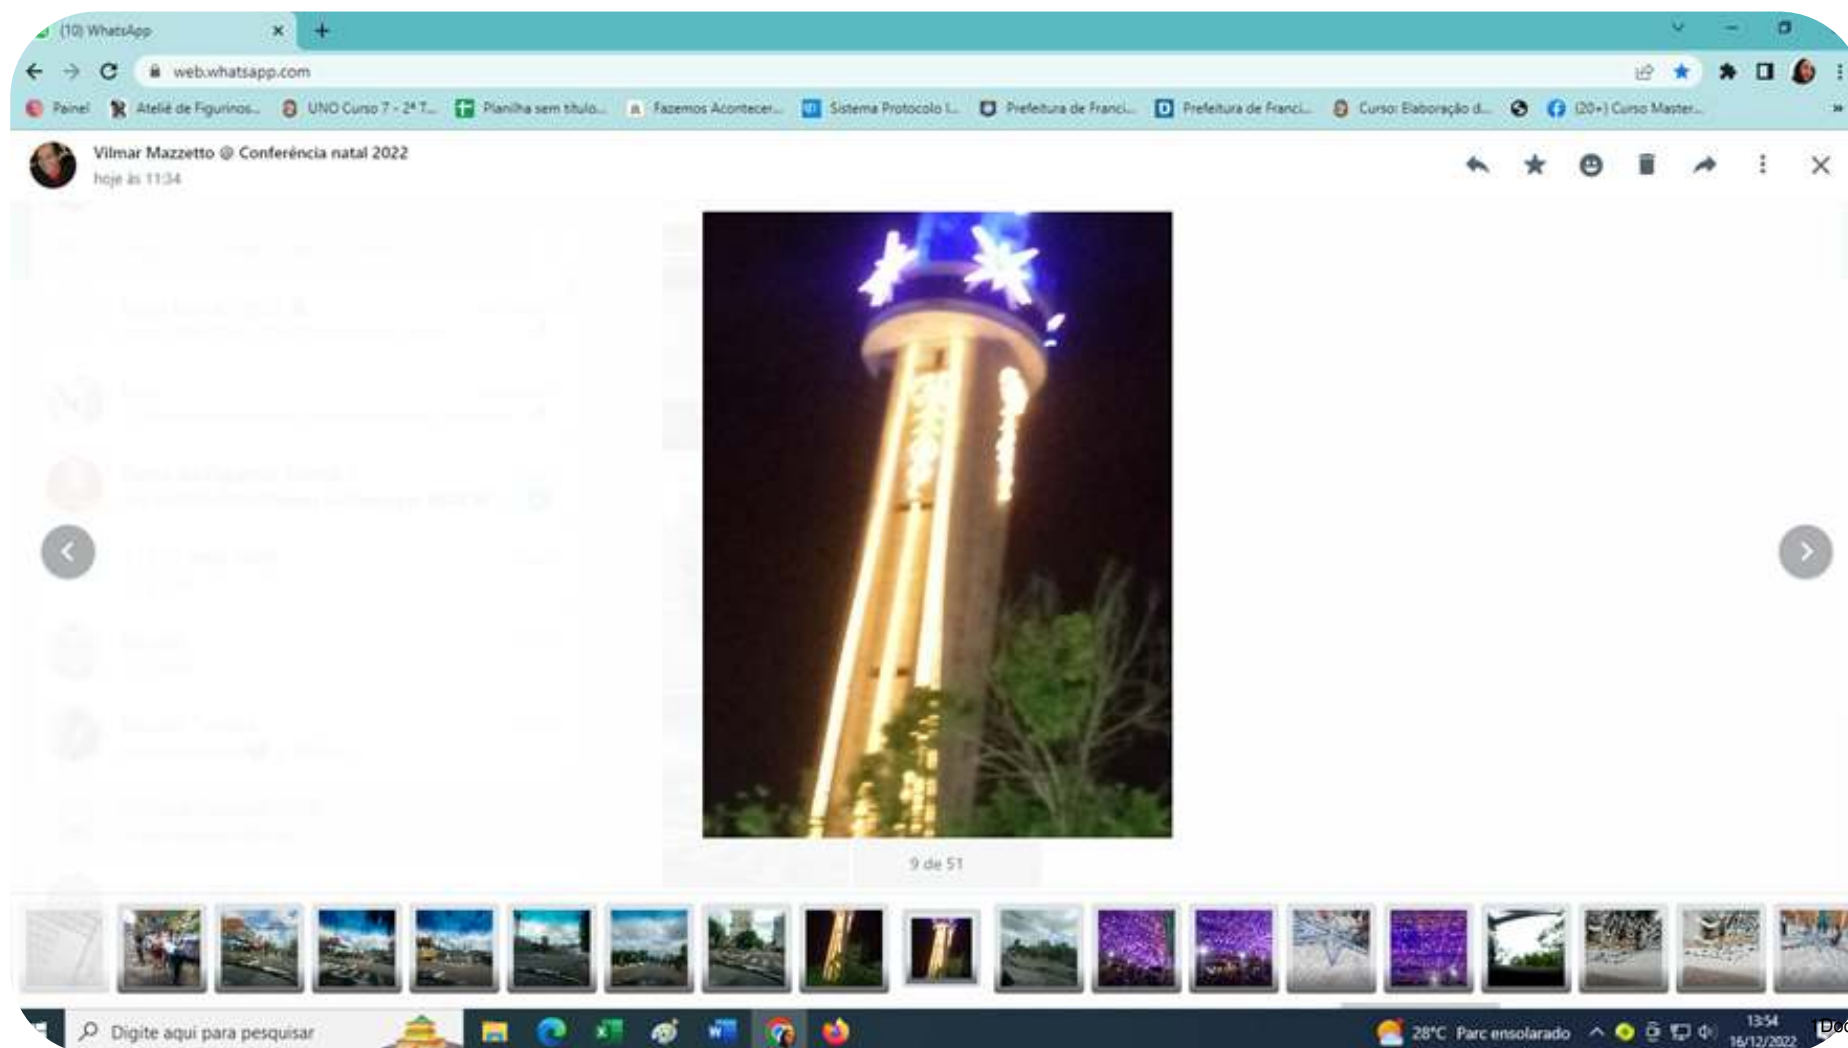 (10) WhatsApp
web.whatsapp.com
Painel Ateliê de Figurinos... UNO Curso 7 - 2ª T... Planilha sem título... Fazemos Acontecer... Sistema Protocolo I... Prefeitura de Franci... Prefeitura de Franci... Curso: Elaboração d... (20+) Curso Master...
Vilmar Mazzetto @ Conferência natal 2022
hoje às 11:34
9 de 51
Digite aqui para pesquisar
28°C Parc ensolarado
13:54
16/12/2022